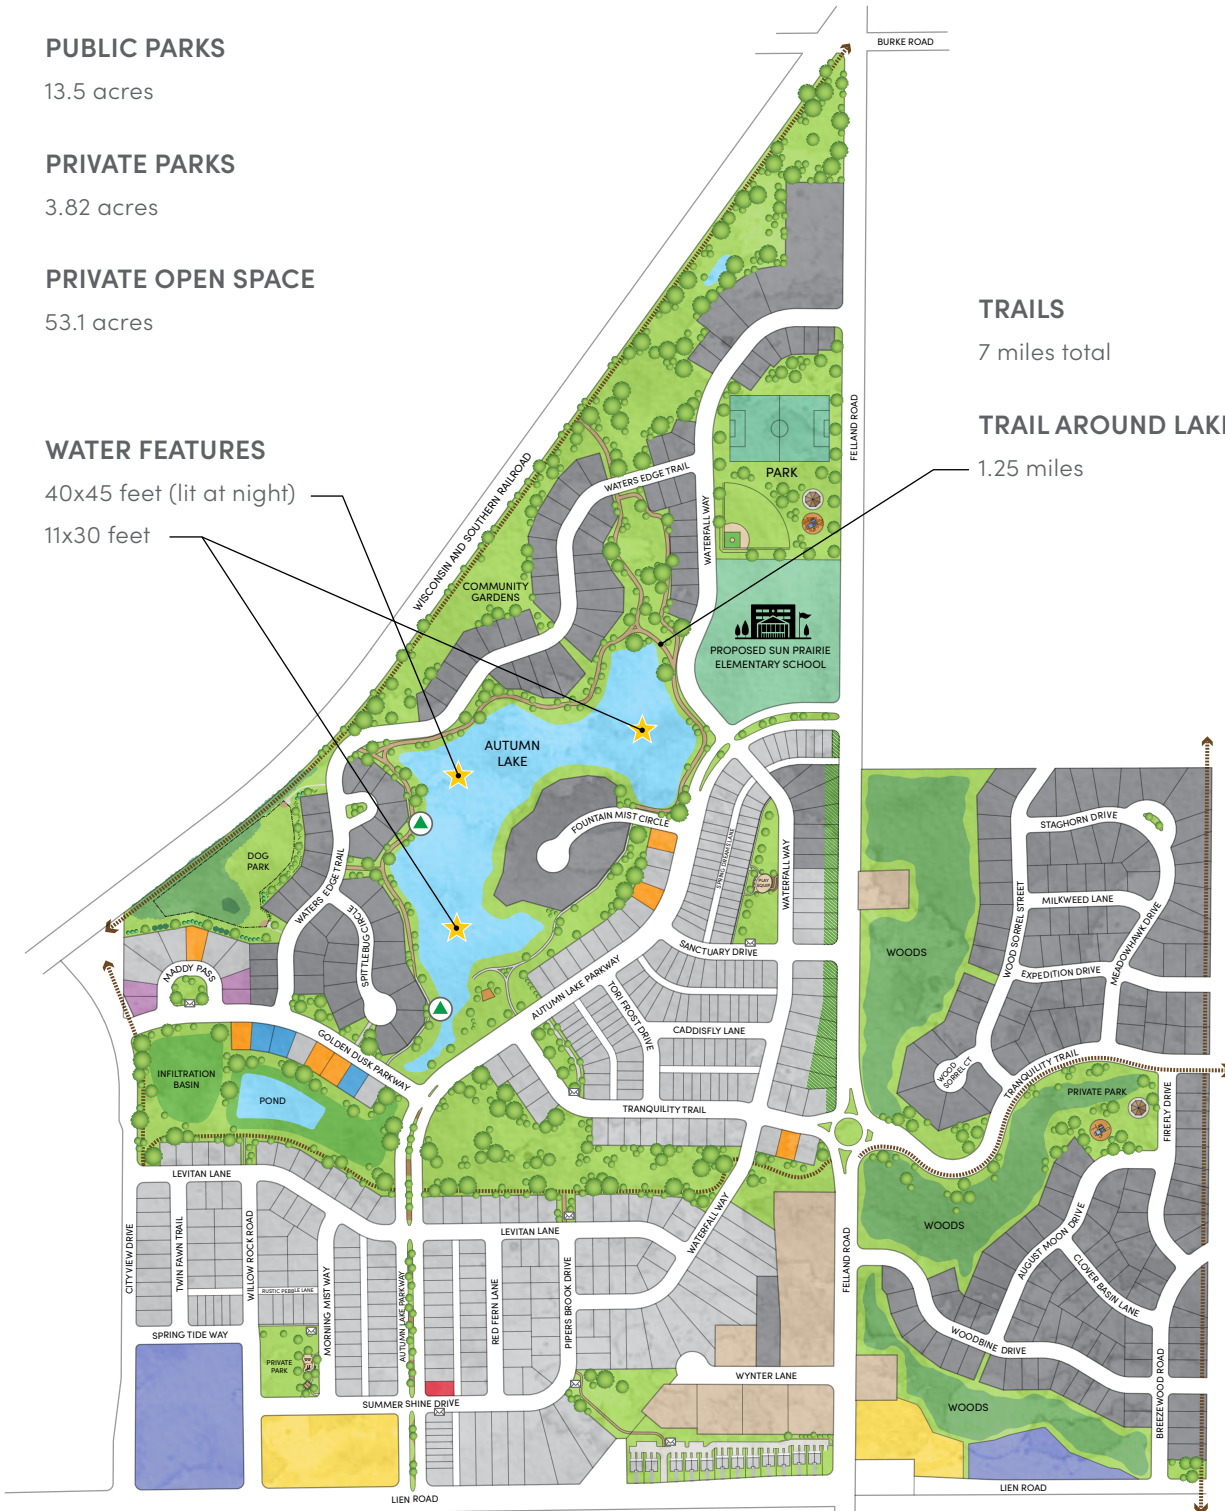 PUBLIC PARKS
13.5 acres
PRIVATE PARKS
3.82 acres
PRIVATE OPEN SPACE
53.1 acres
WATER FEATURES
40x45 feet (lit at night)
11x30 feet
TRAILS
7 miles total
TRAIL AROUND LAKE
1.25 miles
BURKE ROAD
FELLAND ROAD
WISCONSIN AND SOUTHERN RAILROAD
WATERS EDGE TRAIL
WATERFALL WAY
PARK
COMMUNITY
GARDENS
PROPOSED SUN PRAIRIE
ELEMENTARY SCHOOL
AUTUMN
LAKE
FOUNTAIN MIST CIRCLE
DOG
PARK
WATERS EDGE TRAIL
SPITTLEBUG CIRCLE
MADDY PASS
GOLDEN DUSK PARKWAY
INFILTRATION
BASIN
POND
WATERFALL WAY
SANCTUARY DRIVE
AUTUMN LAKE PARKWAY
TORI FROST DRIVE
CADDISFLY LANE
TRANQUILITY TRAIL
WOODS
STAGHORN DRIVE
MILKWEED LANE
WOOD SORREL STREET
MEADOWHAWK DRIVE
EXPEDITION DRIVE
WOOD
SORREL CT
TRANQUILITY TRAIL
PRIVATE PARK
FIREFLY DRIVE
WOODS
AUGUST MOON DRIVE
CLOVER BASIN LANE
WOODBINE DRIVE
BREEZEWOOD ROAD
WOODS
LIEN ROAD
LEVITAN LANE
CITY VIEW DRIVE
TWIN FAWN TRAIL
WILLOW ROCK ROAD
RUSTIC PEBBLE LANE
MORNING MIST WAY
AUTUMN LAKE PARKWAY
SPRING TIDE WAY
PRIVATE
PARK
SUMMER SHINE DRIVE
LEVITAN LANE
RED FERN LANE
PIPERS BROOK DRIVE
WATERFALL WAY
FELLAND ROAD
WYNTER LANE
LIEN ROAD